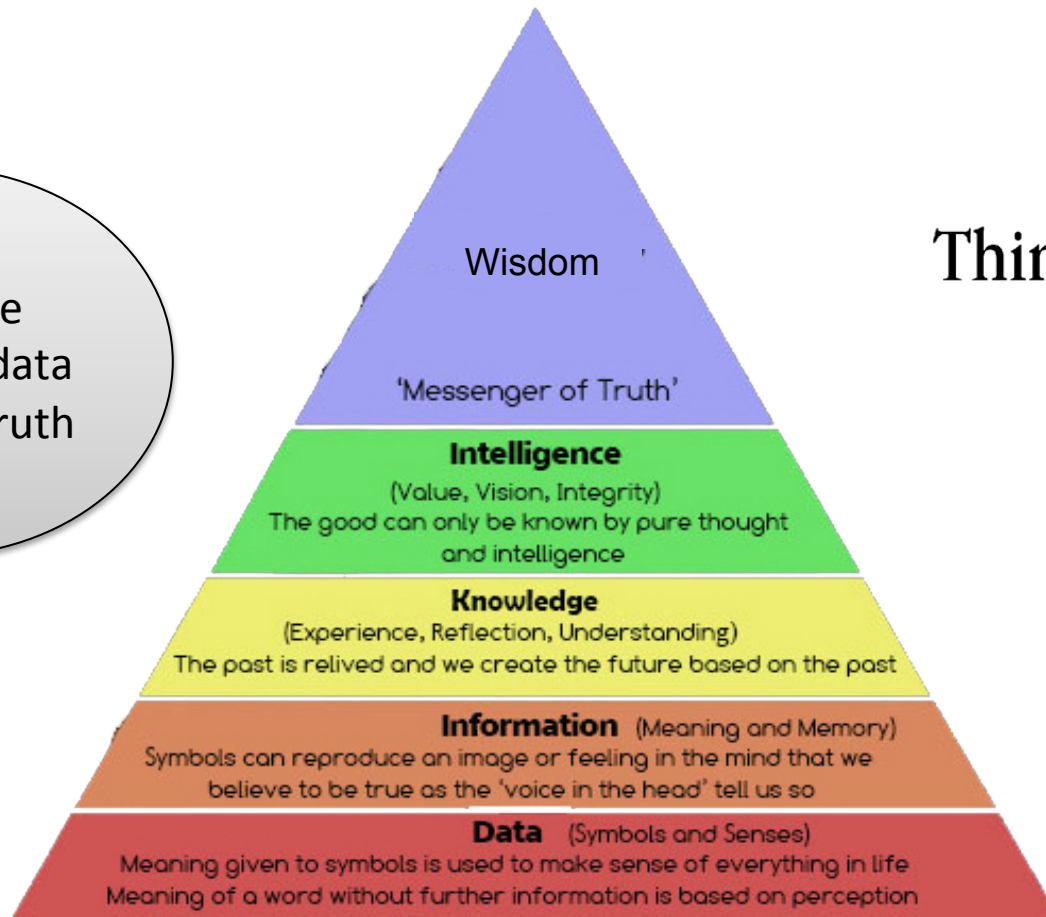 Wisdom '
'Messenger of Truth'
Intelligence
(Value, Vision, Integrity)
The good can only be known by pure thought
and intelligence
Knowledge
(Experience, Reflection, Understanding)
The past is relived and we create the future based on the past
Information (Meaning and Memory)
Symbols can reproduce an image or feeling in the mind that we
believe to be true as the 'voice in the head' tell us so
Data (Symbols and Senses)
Meaning given to symbols is used to make sense of everything in life
Meaning of a word without further information is based on perception